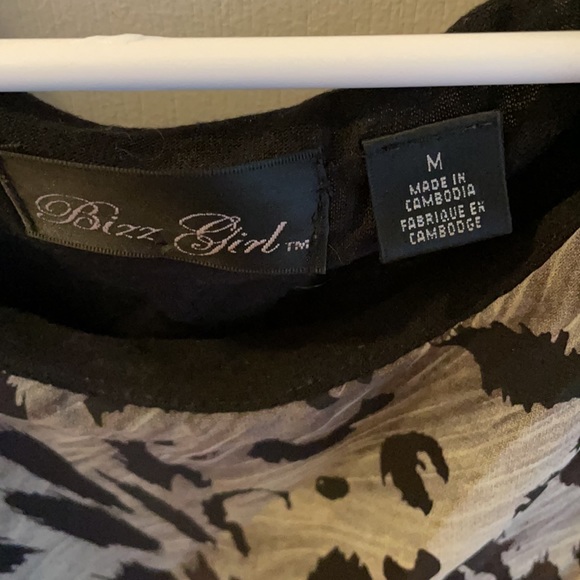 Bizz Girl™
M
MADE IN
CAMBODIA
FABRIQUE EN
CAMBODGE